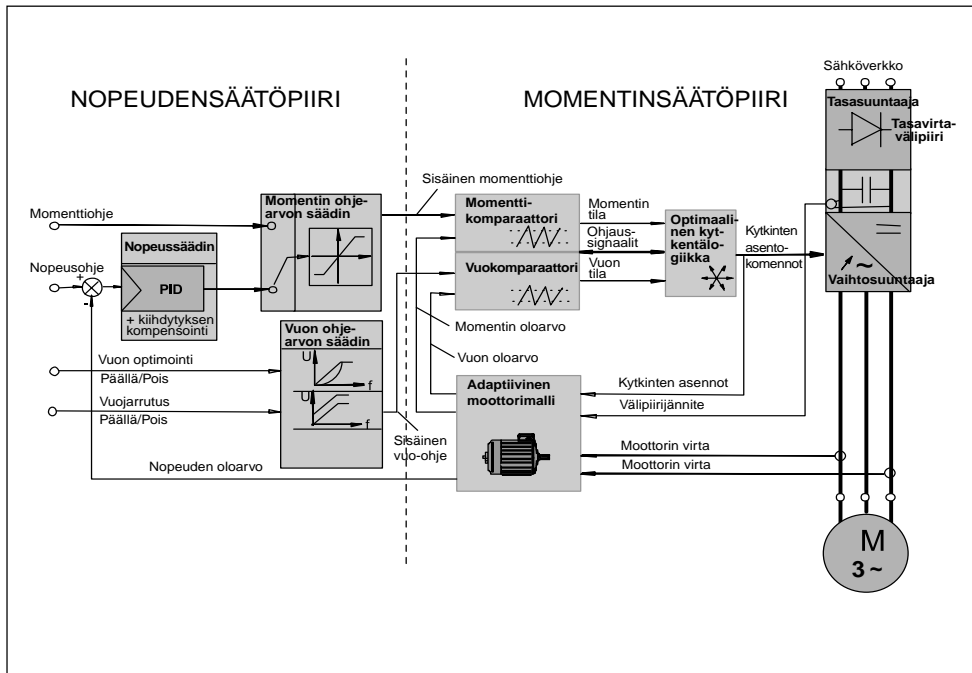 NOPEUDENSÄÄTÖPIIRI
MOMENTINSÄÄTÖPIIRI
Sähköverkko
Tasasuuntaaja
Tasavirta-
välipiiri
Sisäinen momenttiohje
Momenttiohje
Momentin ohje-
arvon säädin
Momentti-
komparaattori
Momentin
tila
Ohjaus-
signaalit
Vuon
tila
Optimaali-
nen kyt-
kentälo-
giikka
Kytkinten
asento-
komennot
Nopeussäädin
Nopeusohje
+
-
PID
+ kiihdytyksen
kompensointi
Vuokomparaattori
~
Vaihtosuuntaaja
Momentin oloarvo
Vuon oloarvo
Vuon ohje-
arvon säädin
U
f
U
f
Vuon optimointi
Päällä/Pois
Vuojarrutus
Päällä/Pois
Sisäinen
vuo-ohje
Adaptiivinen
moottorimalli
Kytkinten asennot
Välipiirijännite
Moottorin virta
Moottorin virta
Nopeuden oloarvo
M
3 ~